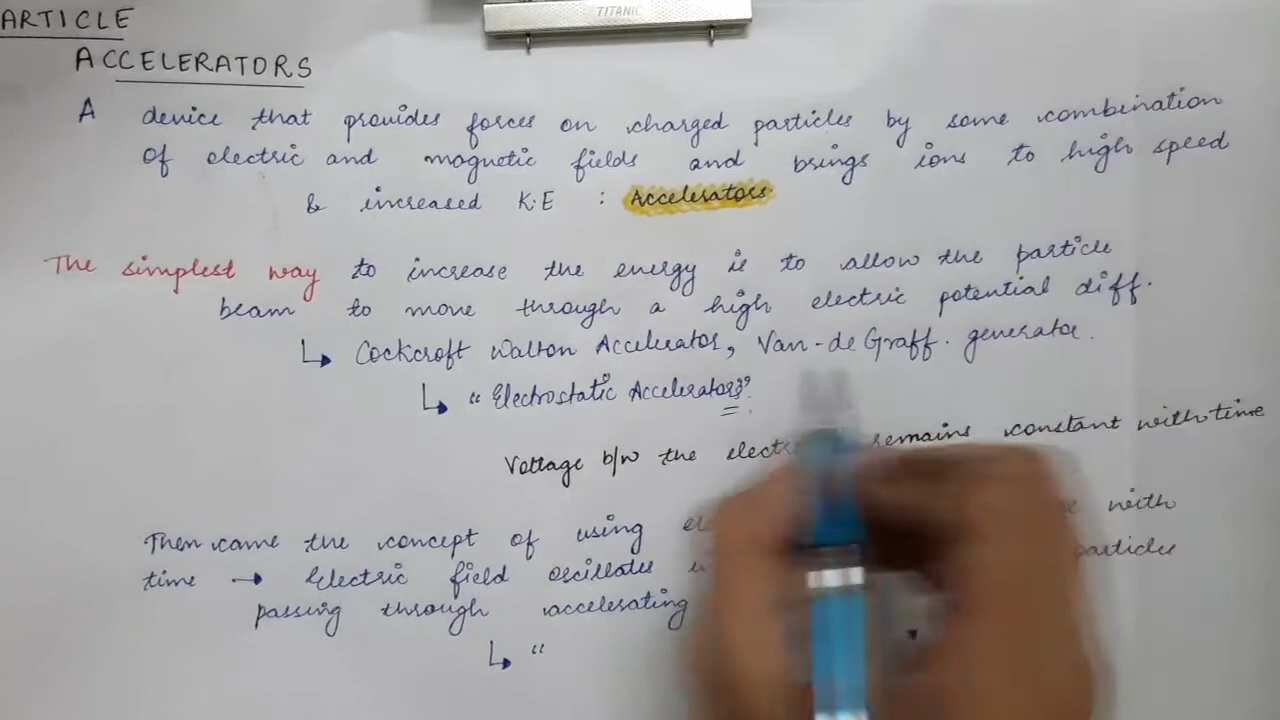 TITANIC
ARTICLE
ACCELERATORS
A device that provides forces on charged particles by some combination
of electric and magnetic fields and brings ions to high speed
& increased K.E : Accelerators
The simplest way to increase the energy is to allow the particle
beam to move through a high electric potential diff.
↳ Cockcroft Walton Accelerator, Van-de Graff. generator.
↳ "Electrostatic Accelerators"
Voltage b/w the remains constant with time
Then came the concept of using with
time → Electric field oscillates particles
passing through accelerating
↳ "